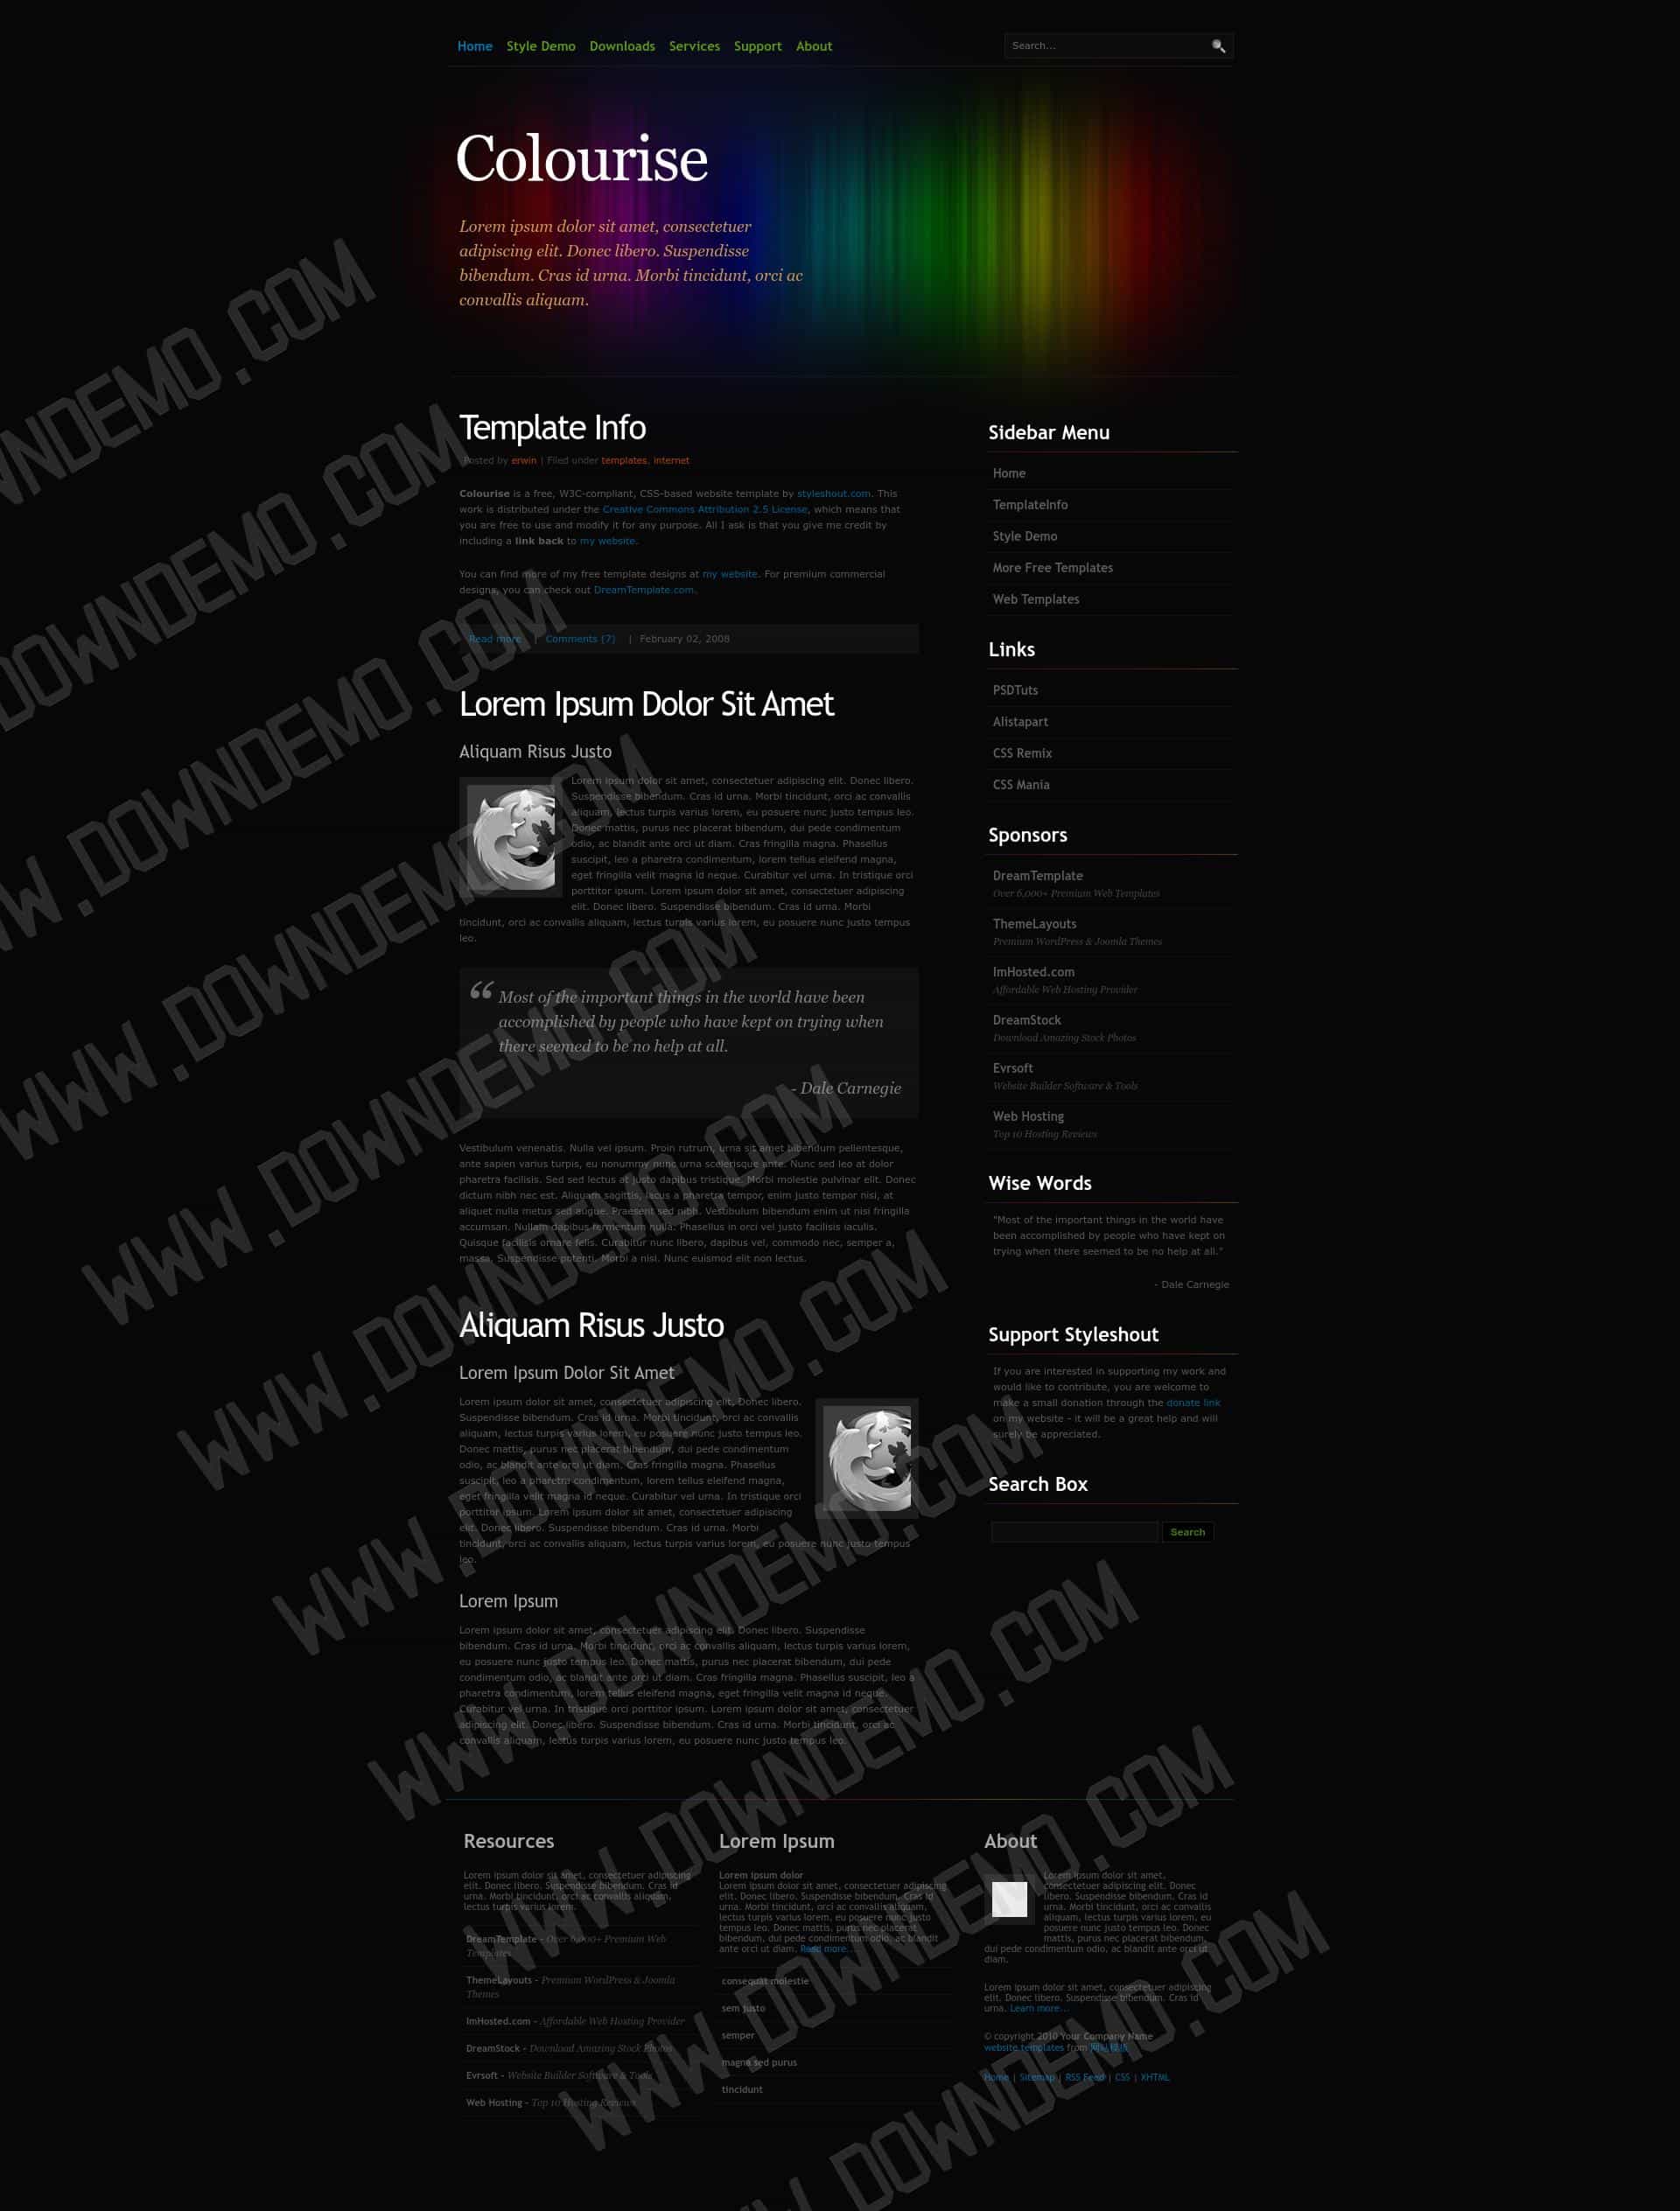 Home Style Demo Downloads Services Support About
Search...
Colourise
Lorem ipsum dolor sit amet, consectetuer
adipiscing elit. Donec libero. Suspendisse
bibendum. Cras id urna. Morbi tincidunt, orci ac
convallis aliquam.
Template Info
Posted by erwin | Filed under templates, internet
Colourise is a free, W3C-compliant, CSS-based website template by styleshout.com. This
work is distributed under the Creative Commons Attribution 2.5 License, which means that
you are free to use and modify it for any purpose. All I ask is that you give me credit by
including a link back to my website.
You can find more of my free template designs at my website. For premium commercial
designs, you can check out DreamTemplate.com.
Read more | Comments (7) | February 02, 2008
Lorem Ipsum Dolor Sit Amet
Aliquam Risus Justo
Lorem ipsum dolor sit amet, consectetuer adipiscing elit. Donec libero.
Suspendisse bibendum. Cras id urna. Morbi tincidunt, orci ac convallis
aliquam, lectus turpis varius lorem, eu posuere nunc justo tempus leo.
Donec mattis, purus nec placerat bibendum, dui pede condimentum
odio, ac blandit ante orci ut diam. Cras fringilla magna. Phasellus
suscipit, leo a pharetra condimentum, lorem tellus eleifend magna,
eget fringilla velit magna id neque. Curabitur vel urna. In tristique orci
porttitor ipsum. Lorem ipsum dolor sit amet, consectetuer adipiscing
elit. Donec libero. Suspendisse bibendum. Cras id urna. Morbi
tincidunt, orci ac convallis aliquam, lectus turpis varius lorem, eu posuere nunc justo tempus
leo.
“ Most of the important things in the world have been
accomplished by people who have kept on trying when
there seemed to be no help at all.
- Dale Carnegie
Vestibulum venenatis. Nulla vel ipsum. Proin rutrum, urna sit amet bibendum pellentesque,
ante sapien varius turpis, eu nonummy nunc urna scelerisque ante. Nunc sed leo at dolor
pharetra facilisis. Sed sed lectus at justo dapibus tristique. Morbi molestie pulvinar elit. Donec
dictum nibh nec est. Aliquam sagittis, lacus a pharetra tempor, enim justo tempor nisi, at
aliquet nulla metus sed augue. Praesent sed nibh. Vestibulum bibendum enim ut nisi fringilla
accumsan. Nullam dapibus fermentum nulla. Phasellus in orci vel justo facilisis iaculis.
Quisque facilisis ornare felis. Curabitur nunc libero, dapibus vel, commodo nec, semper a,
massa. Suspendisse potenti. Morbi a nisi. Nunc euismod elit non lectus.
Aliquam Risus Justo
Lorem Ipsum Dolor Sit Amet
Lorem ipsum dolor sit amet, consectetuer adipiscing elit. Donec libero.
Suspendisse bibendum. Cras id urna. Morbi tincidunt, orci ac convallis
aliquam, lectus turpis varius lorem, eu posuere nunc justo tempus leo.
Donec mattis, purus nec placerat bibendum, dui pede condimentum
odio, ac blandit ante orci ut diam. Cras fringilla magna. Phasellus
suscipit, leo a pharetra condimentum, lorem tellus eleifend magna,
eget fringilla velit magna id neque. Curabitur vel urna. In tristique orci
porttitor ipsum. Lorem ipsum dolor sit amet, consectetuer adipiscing
elit. Donec libero. Suspendisse bibendum. Cras id urna. Morbi
tincidunt, orci ac convallis aliquam, lectus turpis varius lorem, eu posuere nunc justo tempus
leo.
Lorem Ipsum
Lorem ipsum dolor sit amet, consectetuer adipiscing elit. Donec libero. Suspendisse
bibendum. Cras id urna. Morbi tincidunt, orci ac convallis aliquam, lectus turpis varius lorem,
eu posuere nunc justo tempus leo. Donec mattis, purus nec placerat bibendum, dui pede
condimentum odio, ac blandit ante orci ut diam. Cras fringilla magna. Phasellus suscipit, leo a
pharetra condimentum, lorem tellus eleifend magna, eget fringilla velit magna id neque.
Curabitur vel urna. In tristique orci porttitor ipsum. Lorem ipsum dolor sit amet, consectetuer
adipiscing elit. Donec libero. Suspendisse bibendum. Cras id urna. Morbi tincidunt, orci ac
convallis aliquam, lectus turpis varius lorem, eu posuere nunc justo tempus leo.
Sidebar Menu
Home
TemplateInfo
Style Demo
More Free Templates
Web Templates
Links
PSDTuts
Alistapart
CSS Remix
CSS Mania
Sponsors
DreamTemplate
Over 6,000+ Premium Web Templates
ThemeLayouts
Premium WordPress & Joomla Themes
ImHosted.com
Affordable Web Hosting Provider
DreamStock
Download Amazing Stock Photos
Evrsoft
Website Builder Software & Tools
Web Hosting
Top 10 Hosting Reviews
Wise Words
"Most of the important things in the world have
been accomplished by people who have kept on
trying when there seemed to be no help at all."
- Dale Carnegie
Support Styleshout
If you are interested in supporting my work and
would like to contribute, you are welcome to
make a small donation through the donate link
on my website - it will be a great help and will
surely be appreciated.
Search Box
Search
Resources
Lorem ipsum dolor sit amet, consectetuer adipiscing
elit. Donec libero. Suspendisse bibendum. Cras id
urna. Morbi tincidunt, orci ac convallis aliquam,
lectus turpis varius lorem.
DreamTemplate - Over 6,000+ Premium Web
Templates
ThemeLayouts - Premium WordPress & Joomla
Themes
ImHosted.com - Affordable Web Hosting Provider
DreamStock - Download Amazing Stock Photos
Evrsoft - Website Builder Software & Tools
Web Hosting - Top 10 Hosting Reviews
Lorem Ipsum
Lorem ipsum dolor
Lorem ipsum dolor sit amet, consectetuer adipiscing
elit. Donec libero. Suspendisse bibendum. Cras id
urna. Morbi tincidunt, orci ac convallis aliquam,
lectus turpis varius lorem, eu posuere nunc justo
tempus leo. Donec mattis, purus nec placerat
bibendum, dui pede condimentum odio, ac blandit
ante orci ut diam. Read more...
consequat molestie
sem justo
semper
magna sed purus
tincidunt
About
Lorem ipsum dolor sit amet,
consectetuer adipiscing elit. Donec
libero. Suspendisse bibendum. Cras id
urna. Morbi tincidunt, orci ac convallis
aliquam, lectus turpis varius lorem, eu
posuere nunc justo tempus leo. Donec
mattis, purus nec placerat bibendum,
dui pede condimentum odio, ac blandit ante orci ut
diam.
Lorem ipsum dolor sit amet, consectetuer adipiscing
elit. Donec libero. Suspendisse bibendum. Cras id
urna. Learn more...
© copyright 2010 Your Company Name
website templates from 网站模板
Home | Sitemap | RSS Feed | CSS | XHTML
WWW.DOWNDEMO.COM